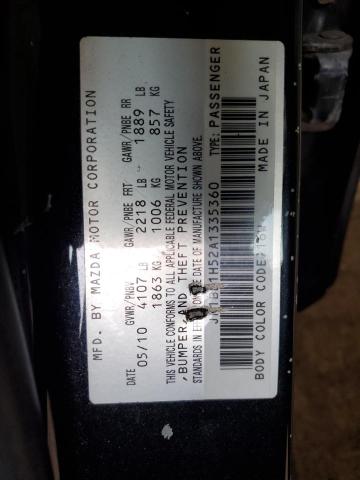 MFD. BY MAZDA MOTOR CORPORATION
DATE GVWR/PNBV GAWR/PNBE FRT GAWR/PNBE RR
05/10 4107 LB 2218 LB 1889 LB
1863 KG 1006 KG 857 KG
THIS VEHICLE CONFORMS TO ALL APPLICABLE FEDERAL MOTOR VEHICLE SAFETY
, BUMPER, AND THEFT PREVENTION
STANDARDS IN EFFECT ON THE DATE OF MANUFACTURE SHOWN ABOVE.
TYPE: PASSENGER
BODY COLOR CODE: MADE IN JAPAN